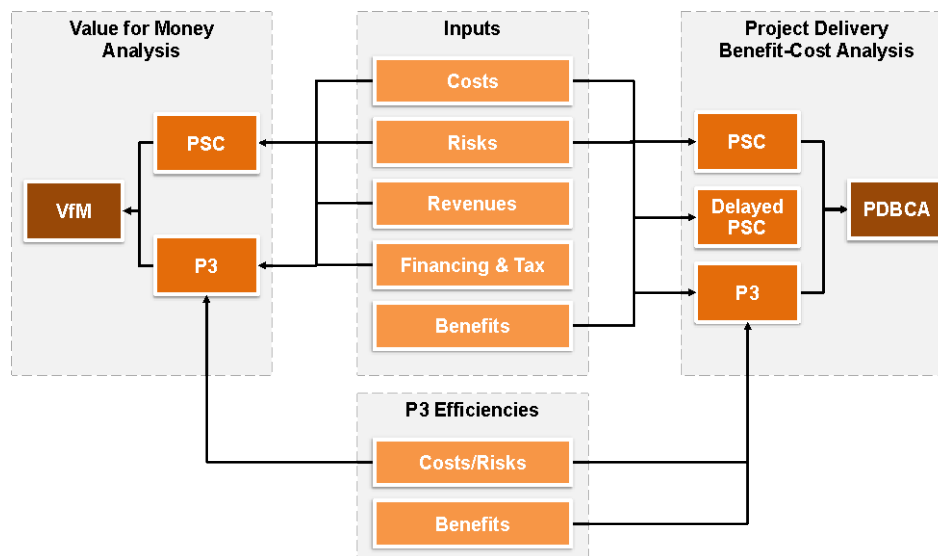 Value for Money
Analysis
PSC
VfM
P3
Inputs
Costs
Risks
Revenues
Financing & Tax
Benefits
Project Delivery
Benefit-Cost Analysis
PSC
Delayed
PSC
PDBCA
P3
P3 Efficiencies
Costs/Risks
Benefits